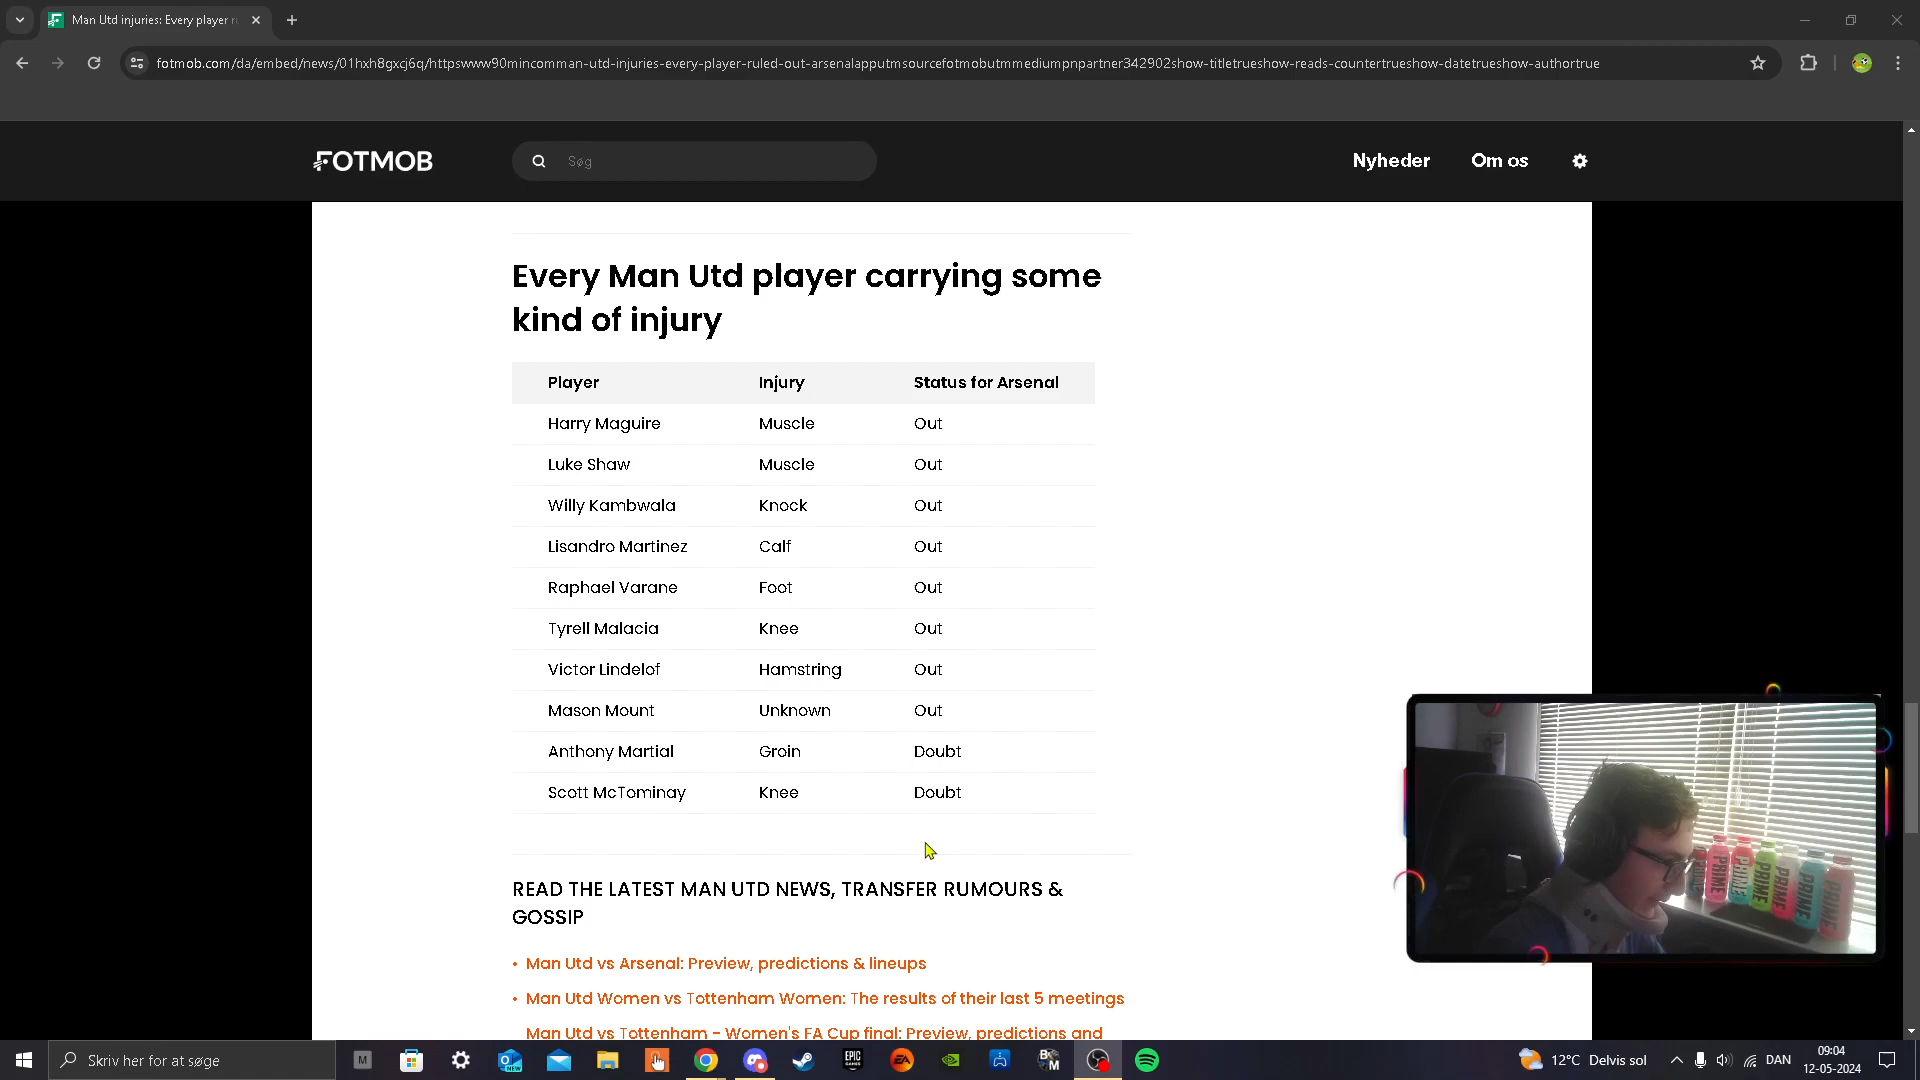 Man Utd injuries: Every player r
fotmob.com/da/embed/news/01hxh8gxcj6q/httpswww90mincomman-utd-injuries-every-player-ruled-out-arsenalapputmsourcefotmobutmmediumpnpartner342902show-titletrueshow-reads-countertrueshow-datetrueshow-authortrue
FOTMOB
Søg
Nyheder
Om os
Every Man Utd player carrying some
kind of injury
Player Injury Status for Arsenal
Harry Maguire Muscle Out
Luke Shaw Muscle Out
Willy Kambwala Knock Out
Lisandro Martinez Calf Out
Raphael Varane Foot Out
Tyrell Malacia Knee Out
Victor Lindelof Hamstring Out
Mason Mount Unknown Out
Anthony Martial Groin Doubt
Scott McTominay Knee Doubt
READ THE LATEST MAN UTD NEWS, TRANSFER RUMOURS &
GOSSIP
• Man Utd vs Arsenal: Preview, predictions & lineups
• Man Utd Women vs Tottenham Women: The results of their last 5 meetings
Man Utd vs Tottenham - Women's FA Cup final: Preview, predictions and
PRIME PRIME PRIME PRIME PRIME PRIME
Skriv her for at søge
M
NEW
EPIC
GAMES
EA
12°C Delvis sol
DAN
09:04
12-05-2024